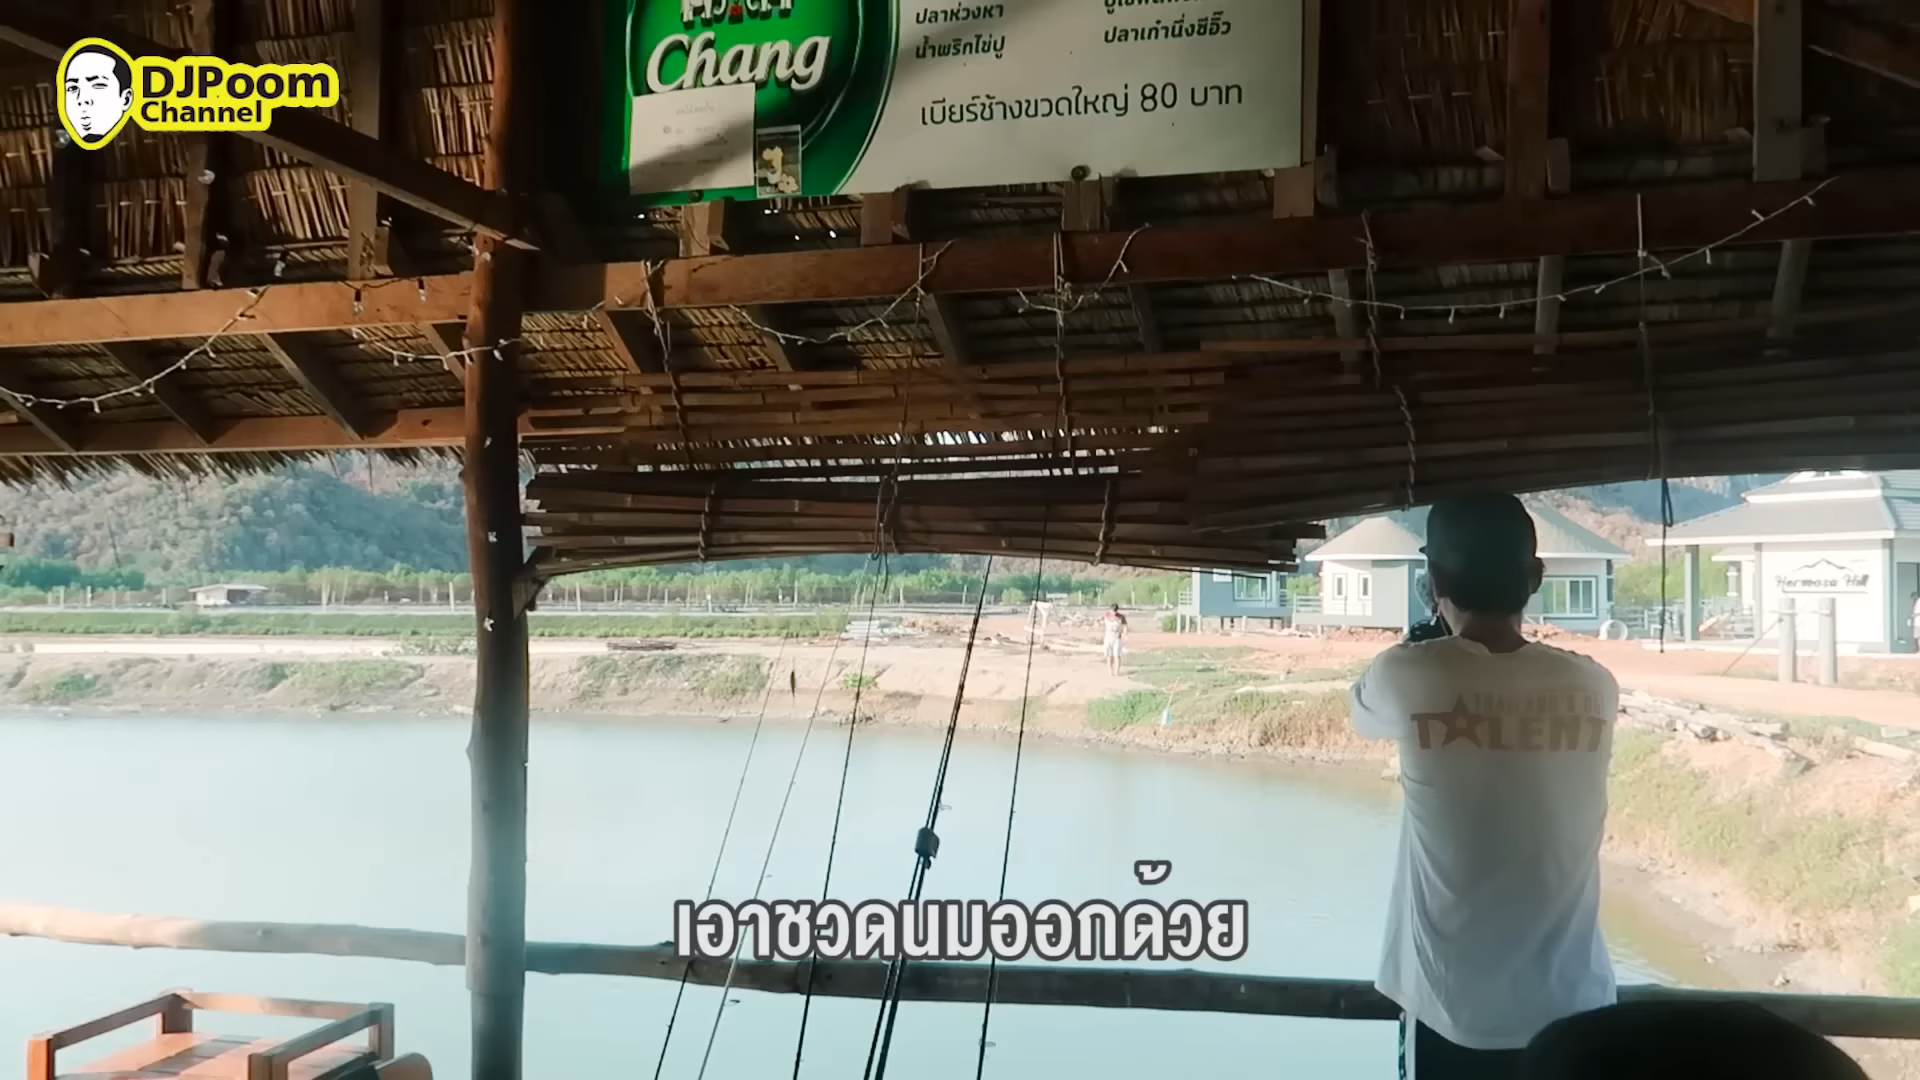 DJPoom
Channel
Chang
ปลาห่วงหา
น้ำพริกไข่ปู
ปลาเก๋านึ่งซีอิ๊ว
เบียร์ช้างขวดใหญ่ 80 บาท
Hermoza Hill
TALENT
เอาชวดนมออกด้วย